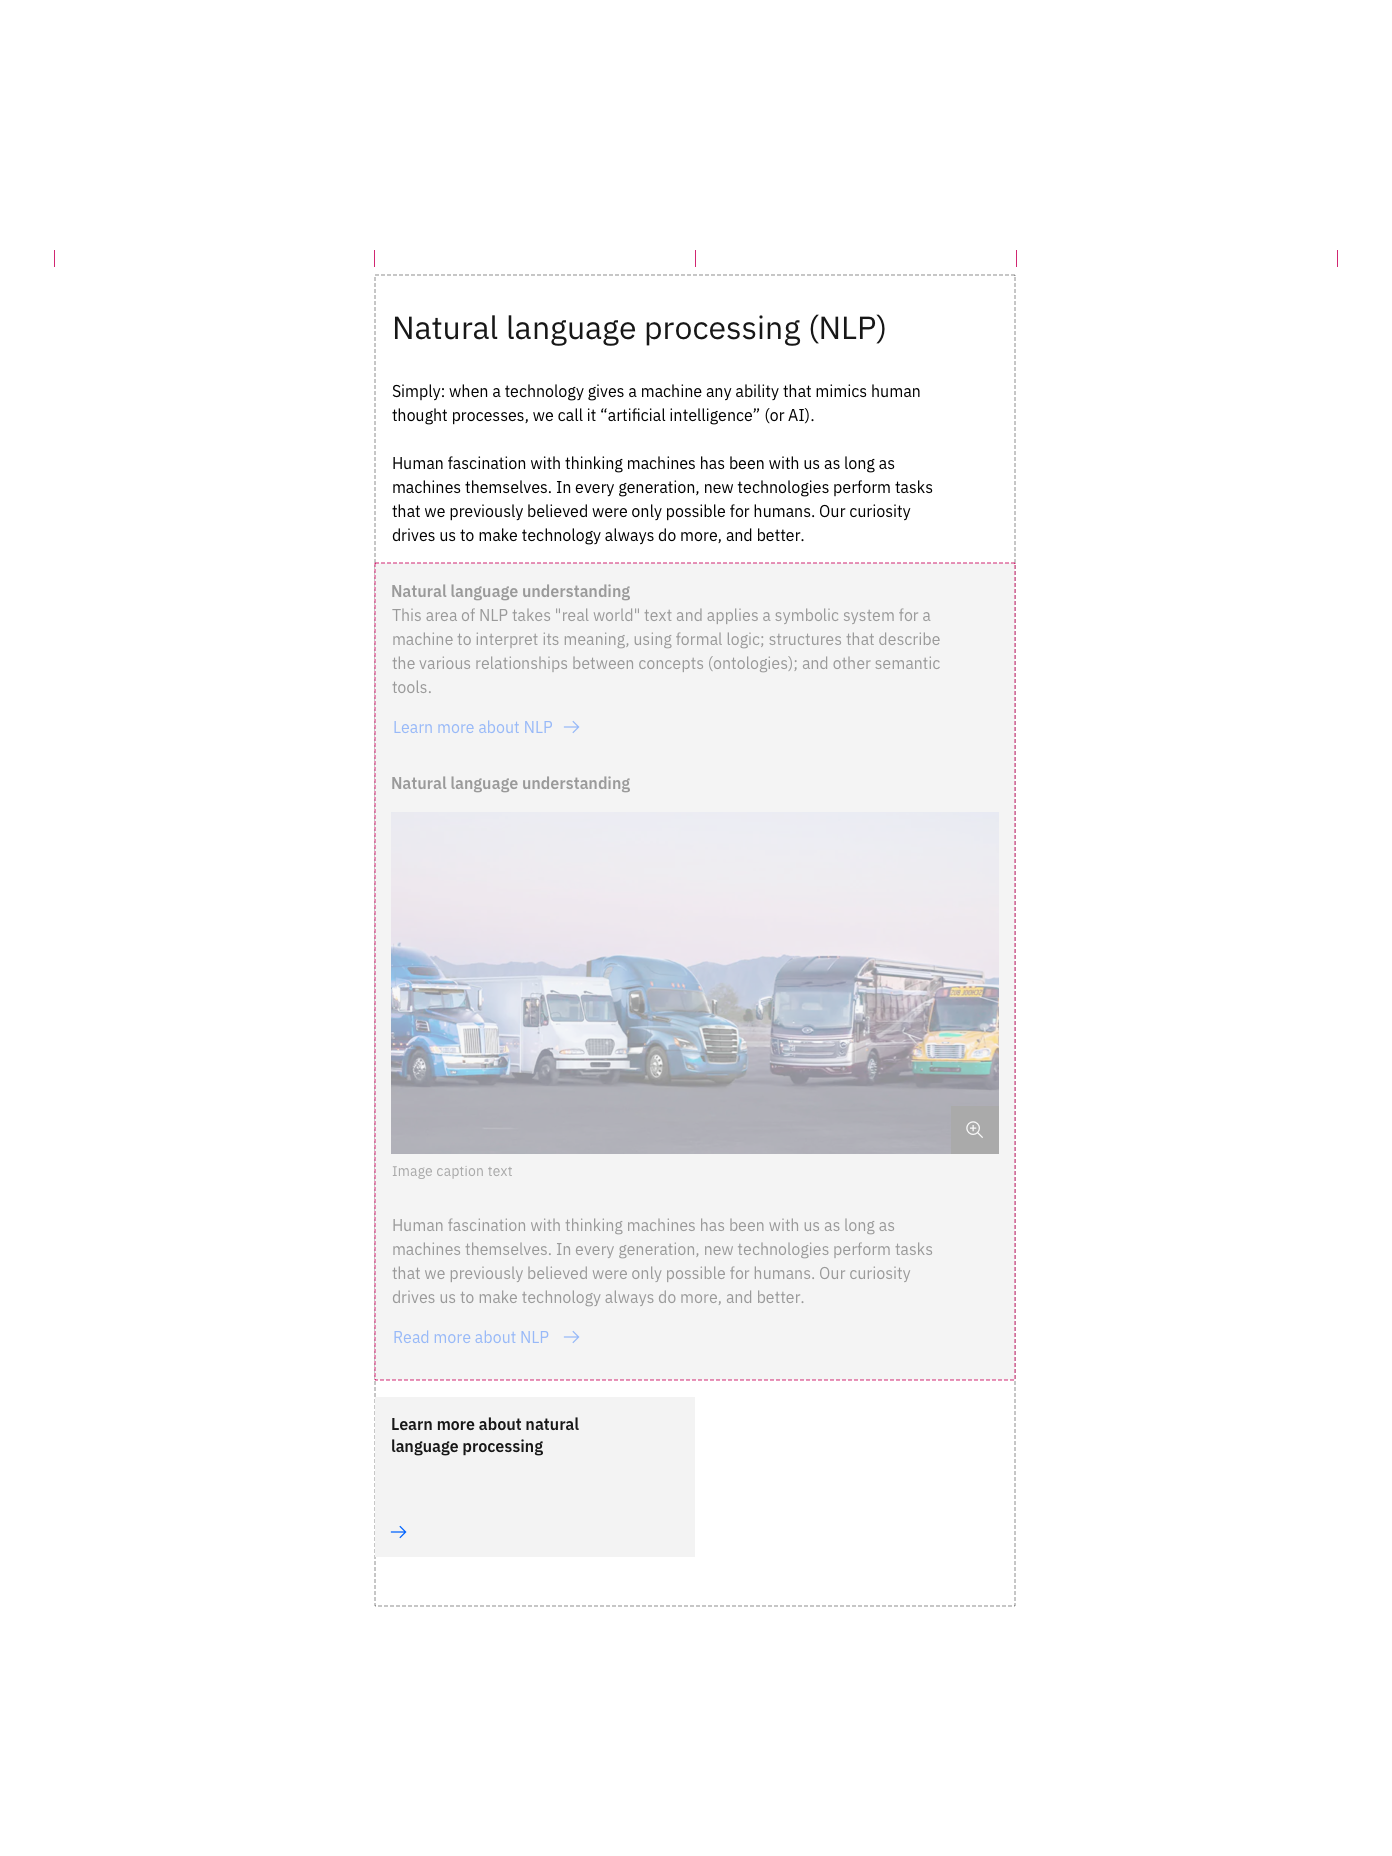 Natural language processing (NLP)
Simply: when a technology gives a machine any ability that mimics human
thought processes, we call it “artificial intelligence” (or AI).
Human fascination with thinking machines has been with us as long as
machines themselves. In every generation, new technologies perform tasks
that we previously believed were only possible for humans. Our curiosity
drives us to make technology always do more, and better.
Natural language understanding
This area of NLP takes "real world" text and applies a symbolic system for a
machine to interpret its meaning, using formal logic; structures that describe
the various relationships between concepts (ontologies); and other semantic
tools.
Learn more about NLP
Natural language understanding
Image caption text
Human fascination with thinking machines has been with us as long as
machines themselves. In every generation, new technologies perform tasks
that we previously believed were only possible for humans. Our curiosity
drives us to make technology always do more, and better.
Read more about NLP
Learn more about natural
language processing